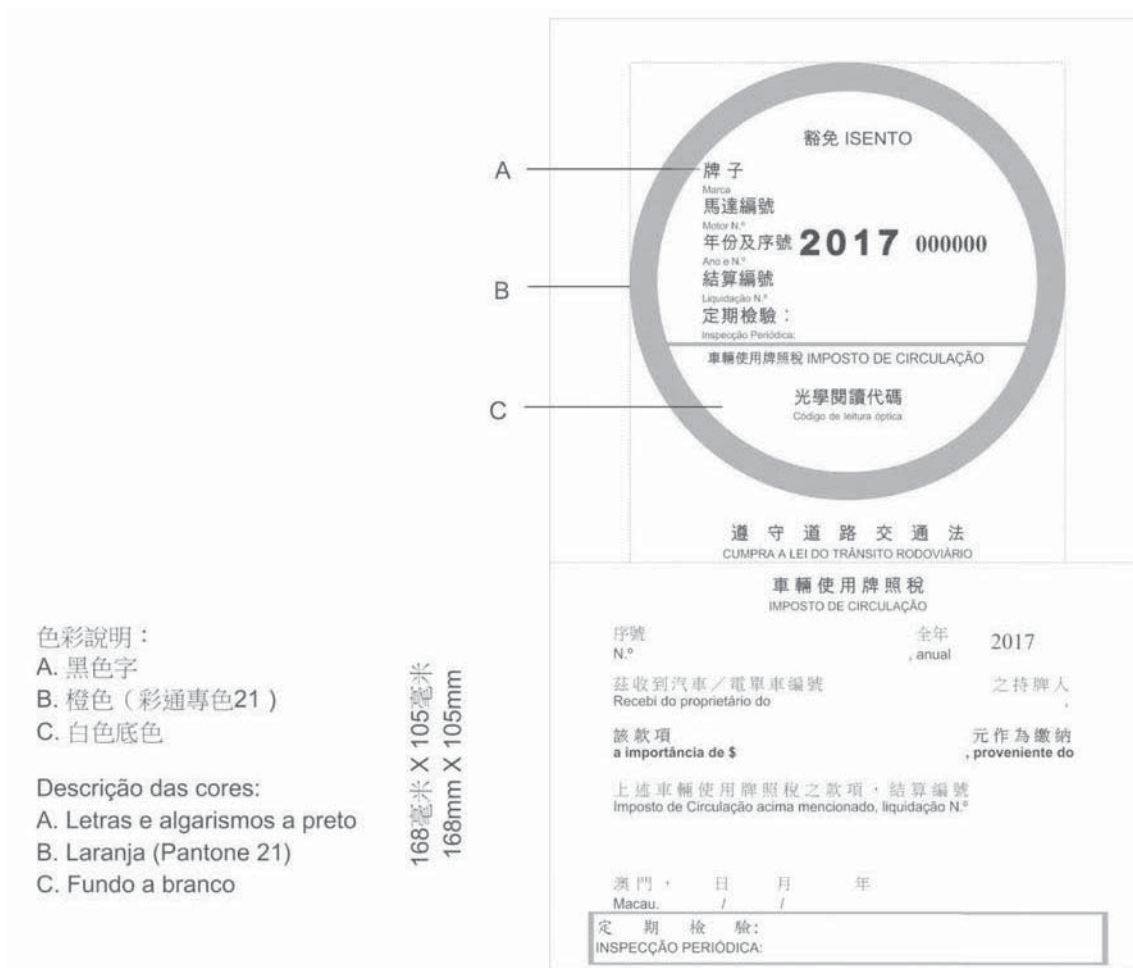 豁免 ISENTO
A
牌子
Marca
馬達編號
Motor N.º
年份及序號 2017 000000
Ano e N.º
B
結算編號
Liquidação N.º
定期檢驗：
Inspecção Periódica:
車輛使用牌照稅 IMPOSTO DE CIRCULAÇÃO
C
光學閱讀代碼
Código de leitura óptica
遵守道路交通法
CUMPRA A LEI DO TRÂNSITO RODOVIÁRIO
車輛使用牌照稅
IMPOSTO DE CIRCULAÇÃO
序號 全年 2017
N.º , anual
茲收到汽車／電單車編號 之持牌人
Recebi do proprietário do ,
該款項 元作為繳納
a importância de $ , proveniente do
上述車輛使用牌照稅之款項，結算編號
Imposto de Circulação acima mencionado, liquidação N.º
澳門， 日 月 年
Macau. / /
定期檢驗:
INSPECÇÃO PERIÓDICA:
色彩說明：
A. 黑色字
B. 橙色（彩通專色21）
C. 白色底色
Descrição das cores:
A. Letras e algarismos a preto
B. Laranja (Pantone 21)
C. Fundo a branco
168毫米 X 105毫米
168mm X 105mm